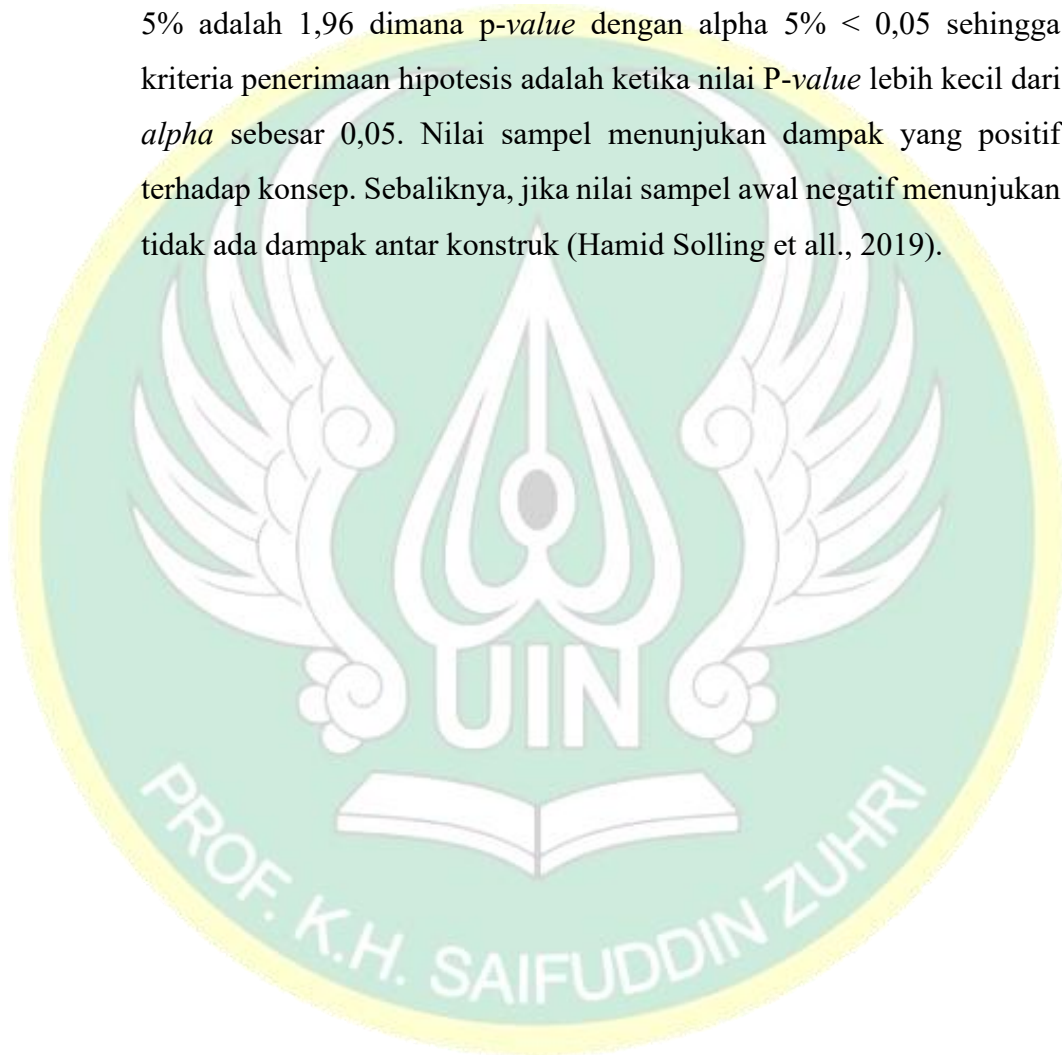 5% adalah 1,96 dimana p-value dengan alpha 5% < 0,05 sehingga
kriteria penerimaan hipotesis adalah ketika nilai P-value lebih kecil dari
alpha sebesar 0,05. Nilai sampel menunjukan dampak yang positif
terhadap konsep. Sebaliknya, jika nilai sampel awal negatif menunjukan
tidak ada dampak antar konstruk (Hamid Solling et all., 2019).
UIN
PROF. K.H. SAIFUDDIN ZUHRI